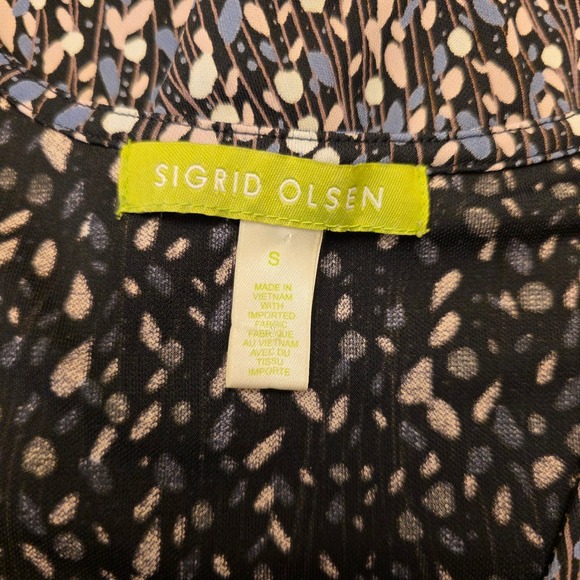 SIGRID OLSEN
S
MADE IN
VIETNAM
WITH
IMPORTED
FABRIC
FABRIQUE
AU VIETNAM
AVEC DU
TISSU
IMPORTE